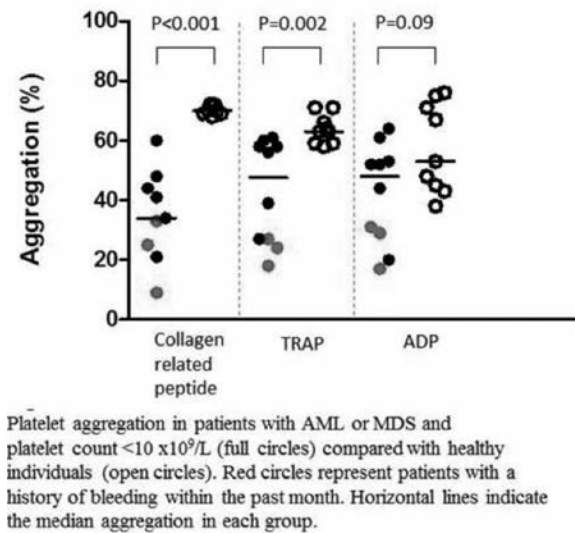 P<0.001 P=0.002 P=0.09
100
80
60
40
20
0
Aggregation (%)
Collagen
related
peptide
TRAP
ADP
Platelet aggregation in patients with AML or MDS and
platelet count <10 x10⁹/L (full circles) compared with healthy
individuals (open circles). Red circles represent patients with a
history of bleeding within the past month. Horizontal lines indicate
the median aggregation in each group.